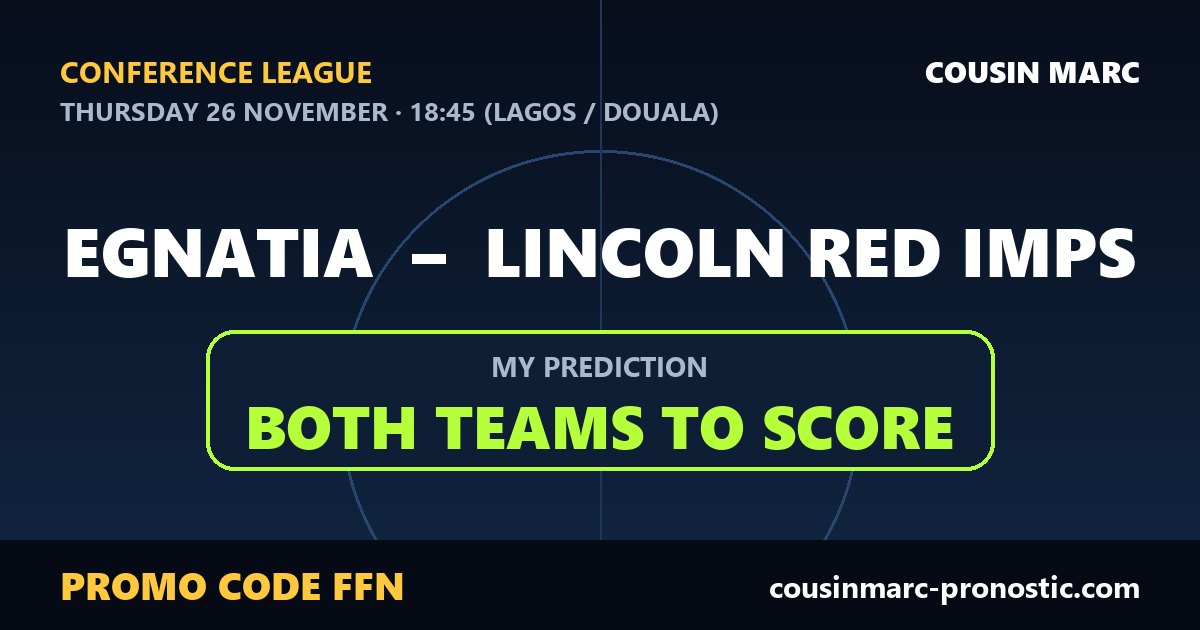 CONFERENCE LEAGUE
COUSIN MARC
THURSDAY 26 NOVEMBER · 18:45 (LAGOS / DOUALA)
EGNATIA – LINCOLN RED IMPS
MY PREDICTION
BOTH TEAMS TO SCORE
PROMO CODE FFN
cousinmarc-pronostic.com